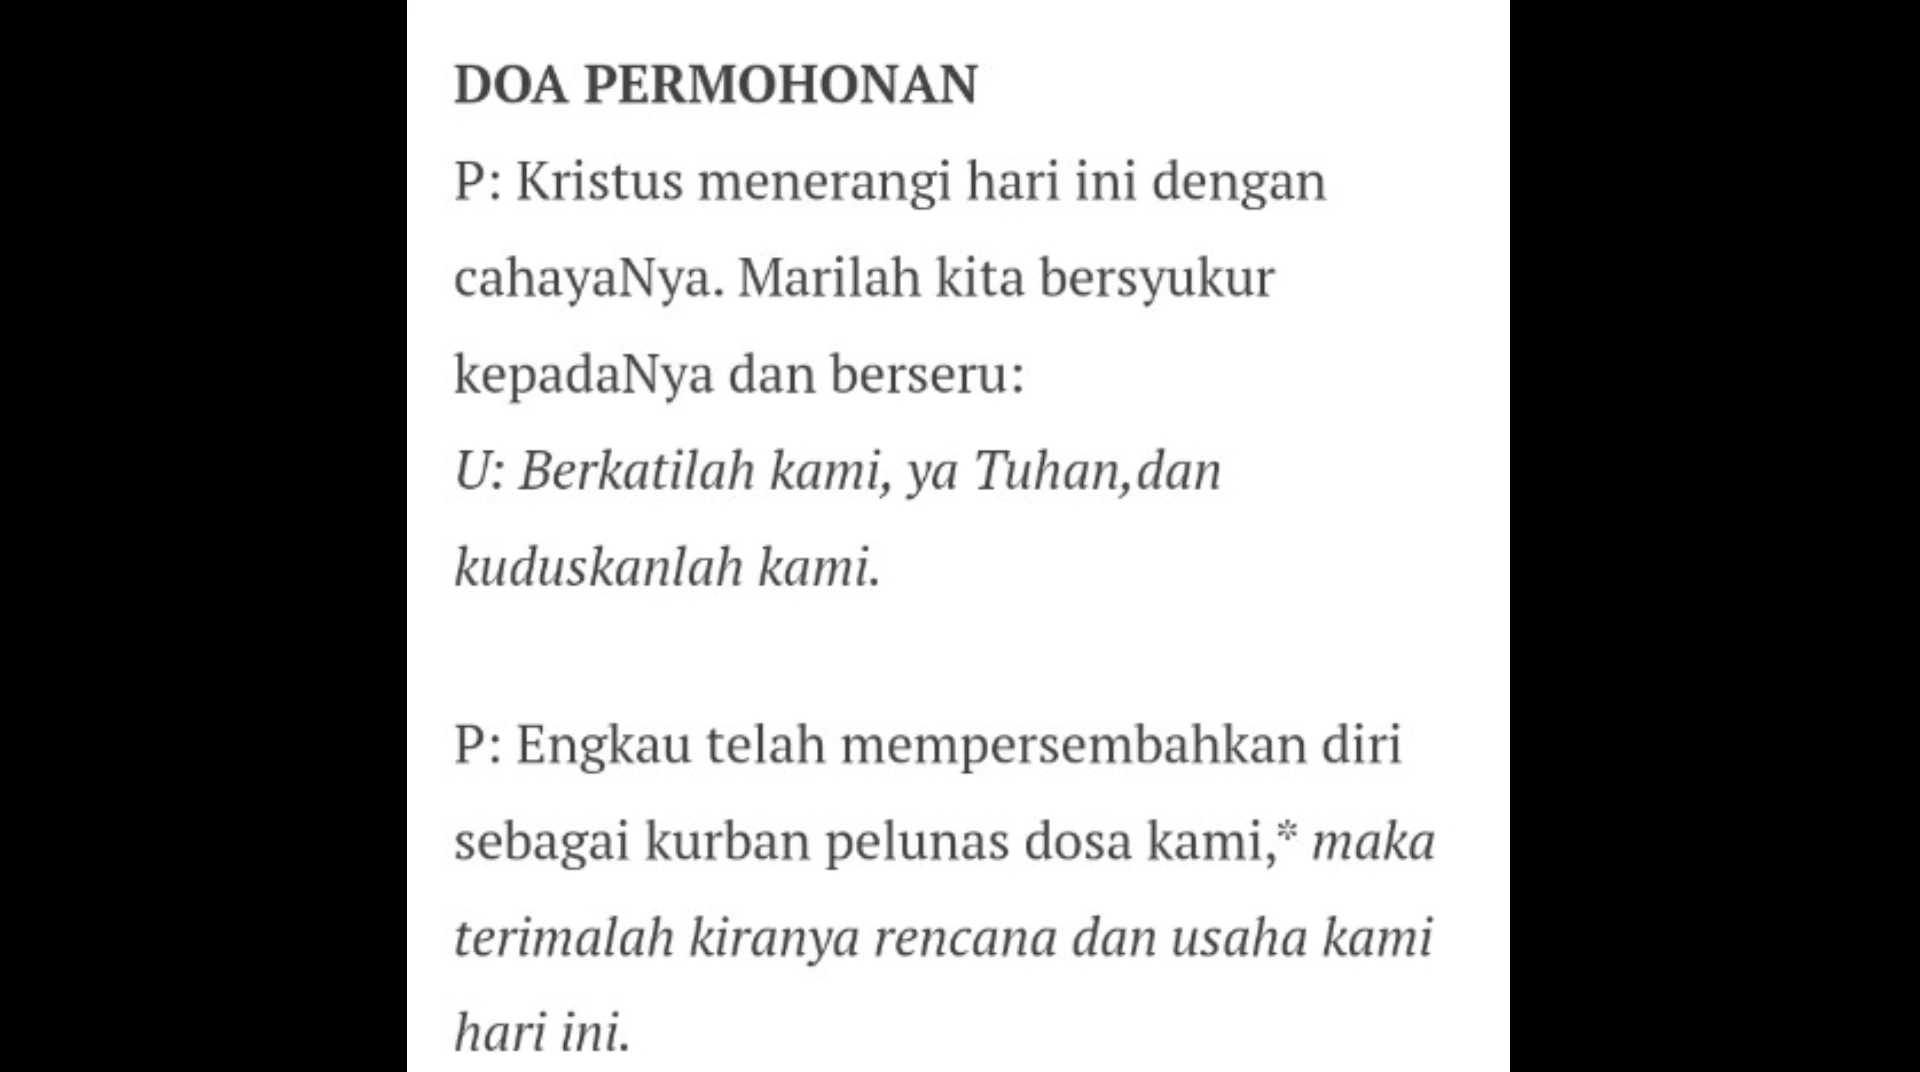 DOA PERMOHONAN
P: Kristus menerangi hari ini dengan
cahayaNya. Marilah kita bersyukur
kepadaNya dan berseru:
U: Berkatilah kami, ya Tuhan,dan
kuduskanlah kami.
P: Engkau telah mempersembahkan diri
sebagai kurban pelunas dosa kami,* maka
terimalah kiranya rencana dan usaha kami
hari ini.